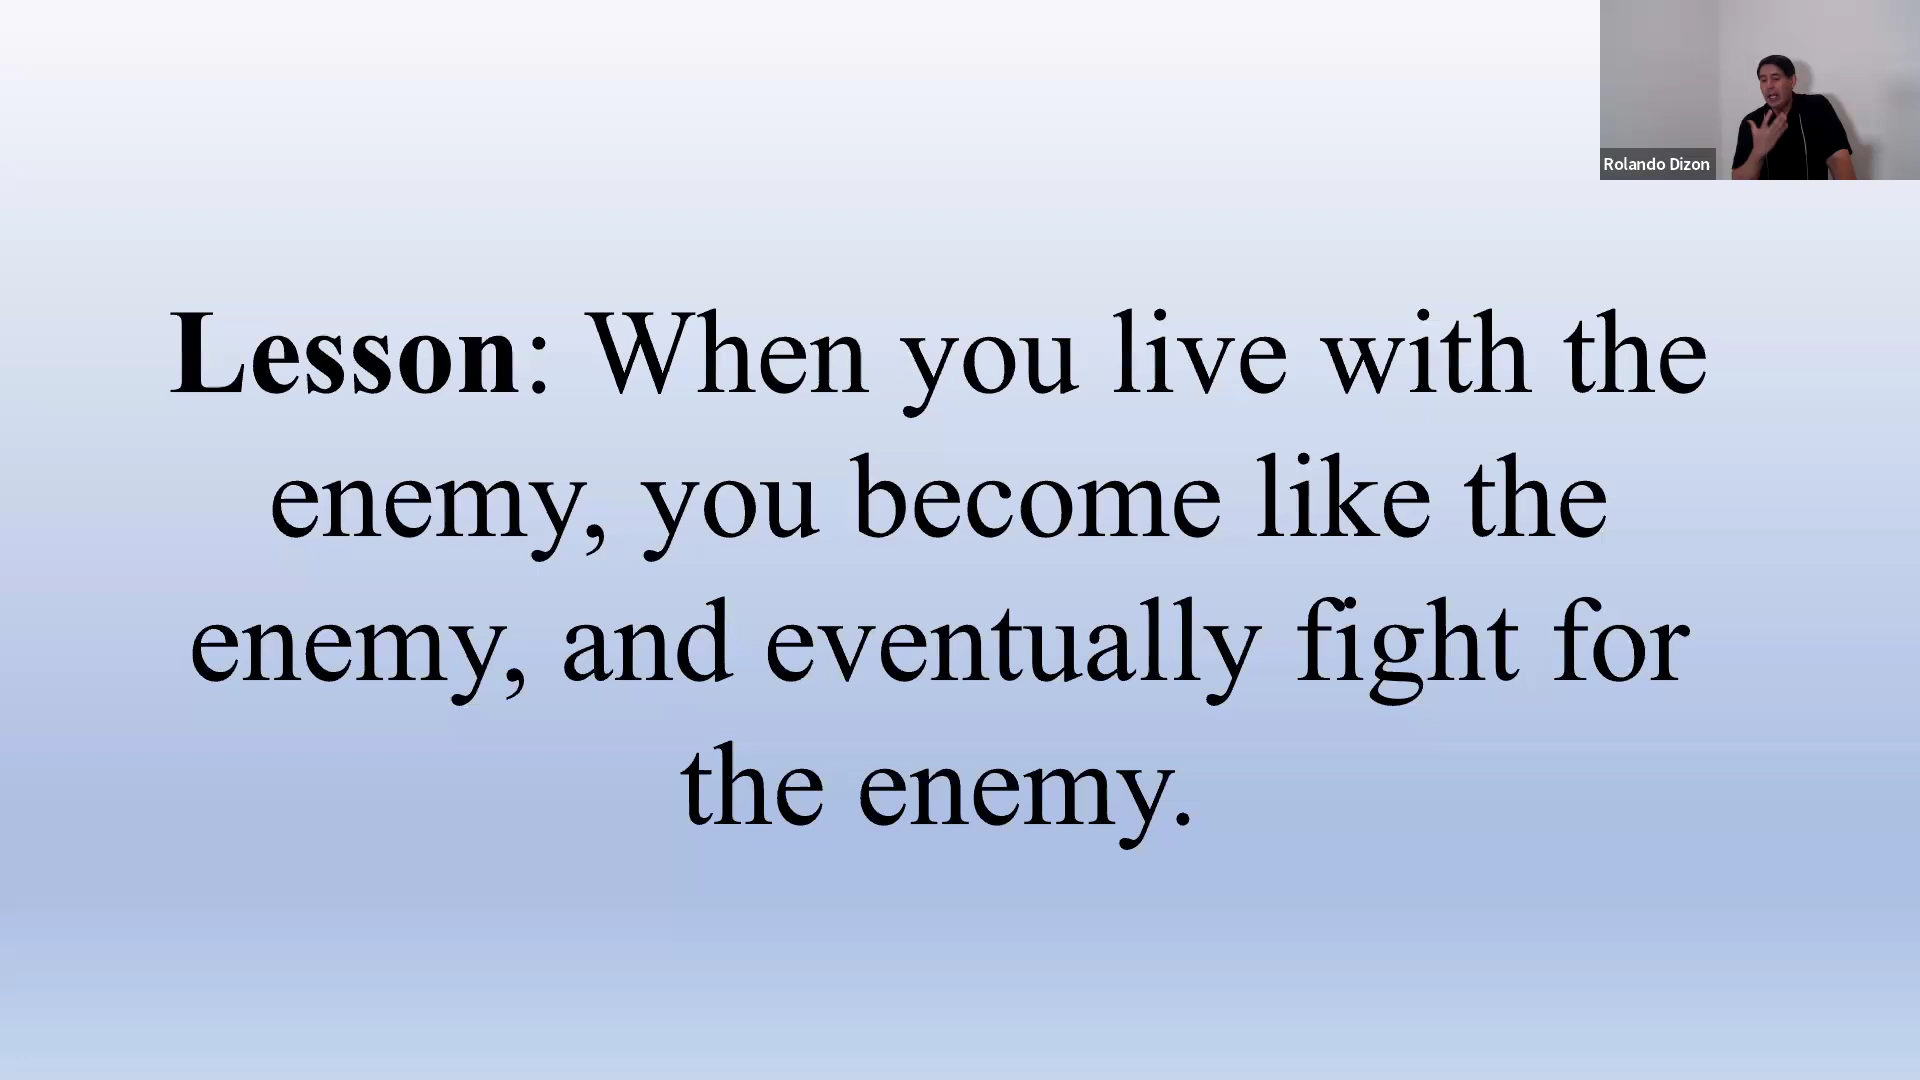 Rolando Dizon
Lesson: When you live with the
enemy, you become like the
enemy, and eventually fight for
the enemy.